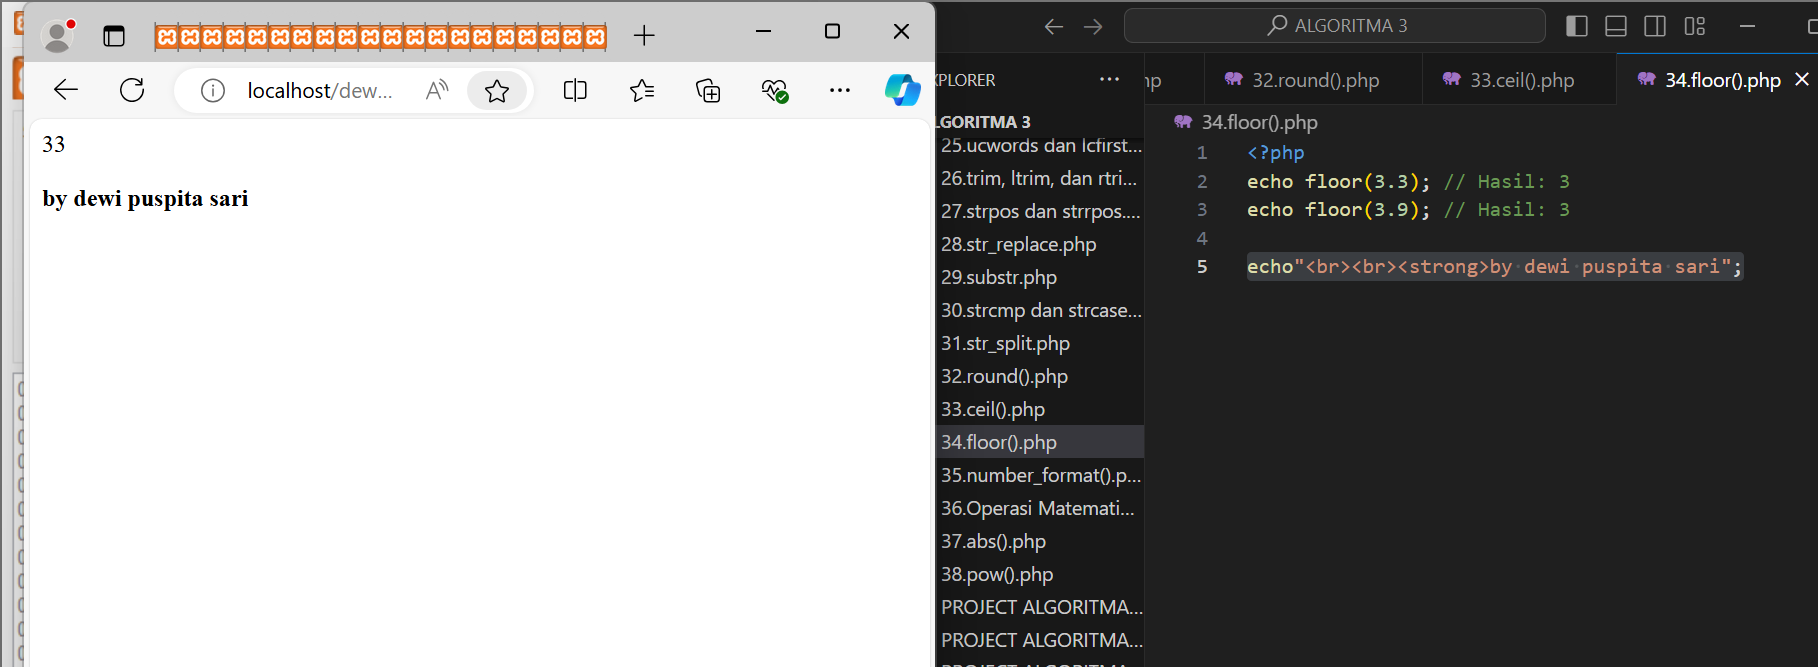 localhost/dew...
33
by dewi puspita sari
ALGORITMA 3
XPLORER
LGORITMA 3
25.ucwords dan lcfirst...
26.trim, ltrim, dan rtri...
27.strpos dan strrpos....
28.str_replace.php
29.substr.php
30.strcmp dan strcase...
31.str_split.php
32.round().php
33.ceil().php
34.floor().php
35.number_format().p...
36.Operasi Matemati...
37.abs().php
38.pow().php
PROJECT ALGORITMA...
PROJECT ALGORITMA...
hp
32.round().php
33.ceil().php
34.floor().php
34.floor().php
1 <?php
2 echo floor(3.3); // Hasil: 3
3 echo floor(3.9); // Hasil: 3
4
5 echo"<br><br><strong>by dewi puspita sari";